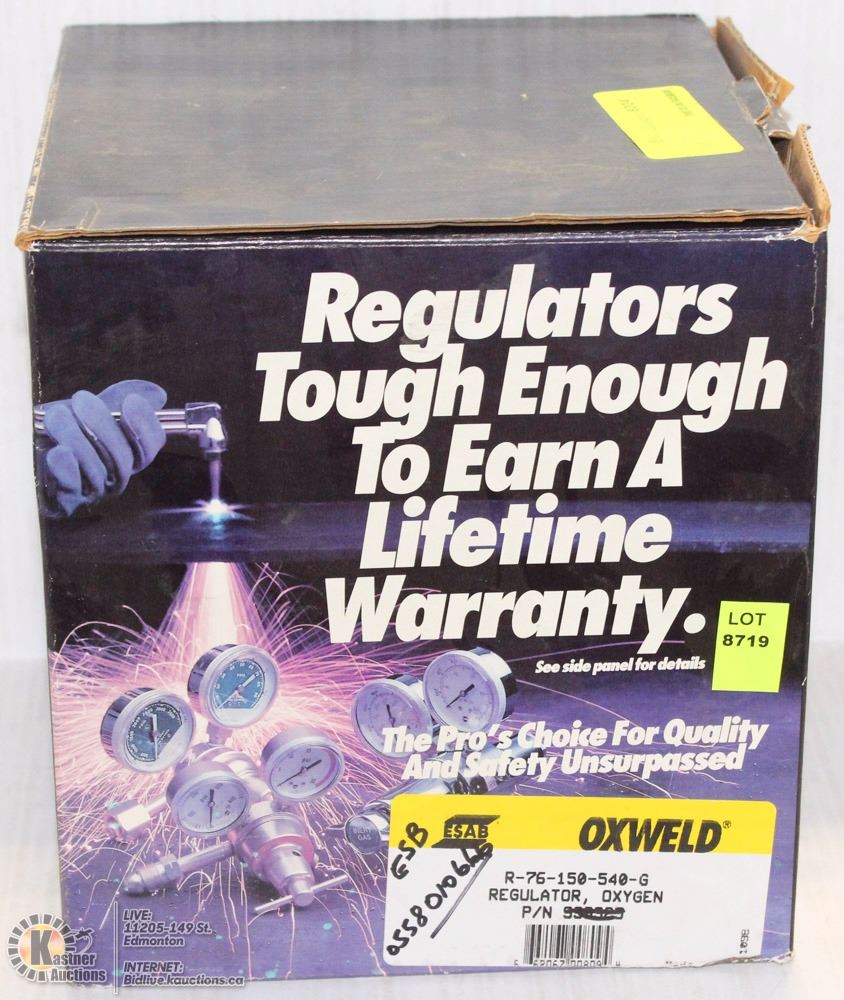 Regulators
Tough Enough
To Earn A
Lifetime
Warranty.
LOT
8719
See side panel for details
The Pro's Choice For Quality
And Safety Unsurpassed
ESAB
OXWELD®
ESB
R-76-150-540-G
REGULATOR, OXYGEN
P/N
LIVE:
11205-149 St.
Edmonton
INTERNET:
Bidlive.kauctions.ca
Kastner
Auctions